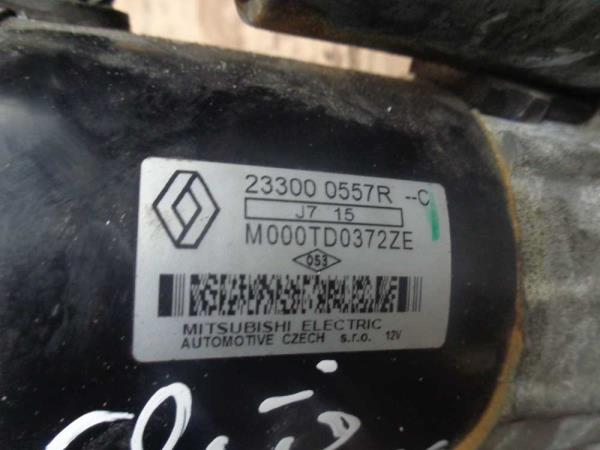 23300 0557R --C
J7 15
M000TD0372ZE
053
MITSUBISHI ELECTRIC
AUTOMOTIVE CZECH s.r.o. 12V